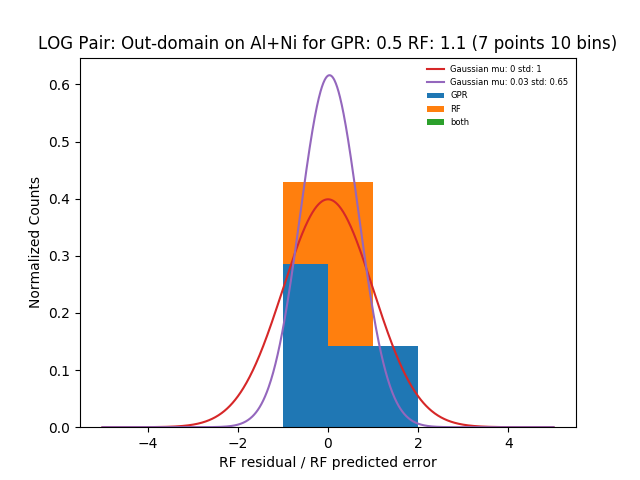 LOG Pair: Out-domain on Al+Ni for GPR: 0.5 RF: 1.1 (7 points 10 bins)
Gaussian mu: 0 std: 1
Gaussian mu: 0.03 std: 0.65
GPR
RF
both
Normalized Counts
0.6
0.5
0.4
0.3
0.2
0.1
0.0
−4
−2
0
2
4
RF residual / RF predicted error